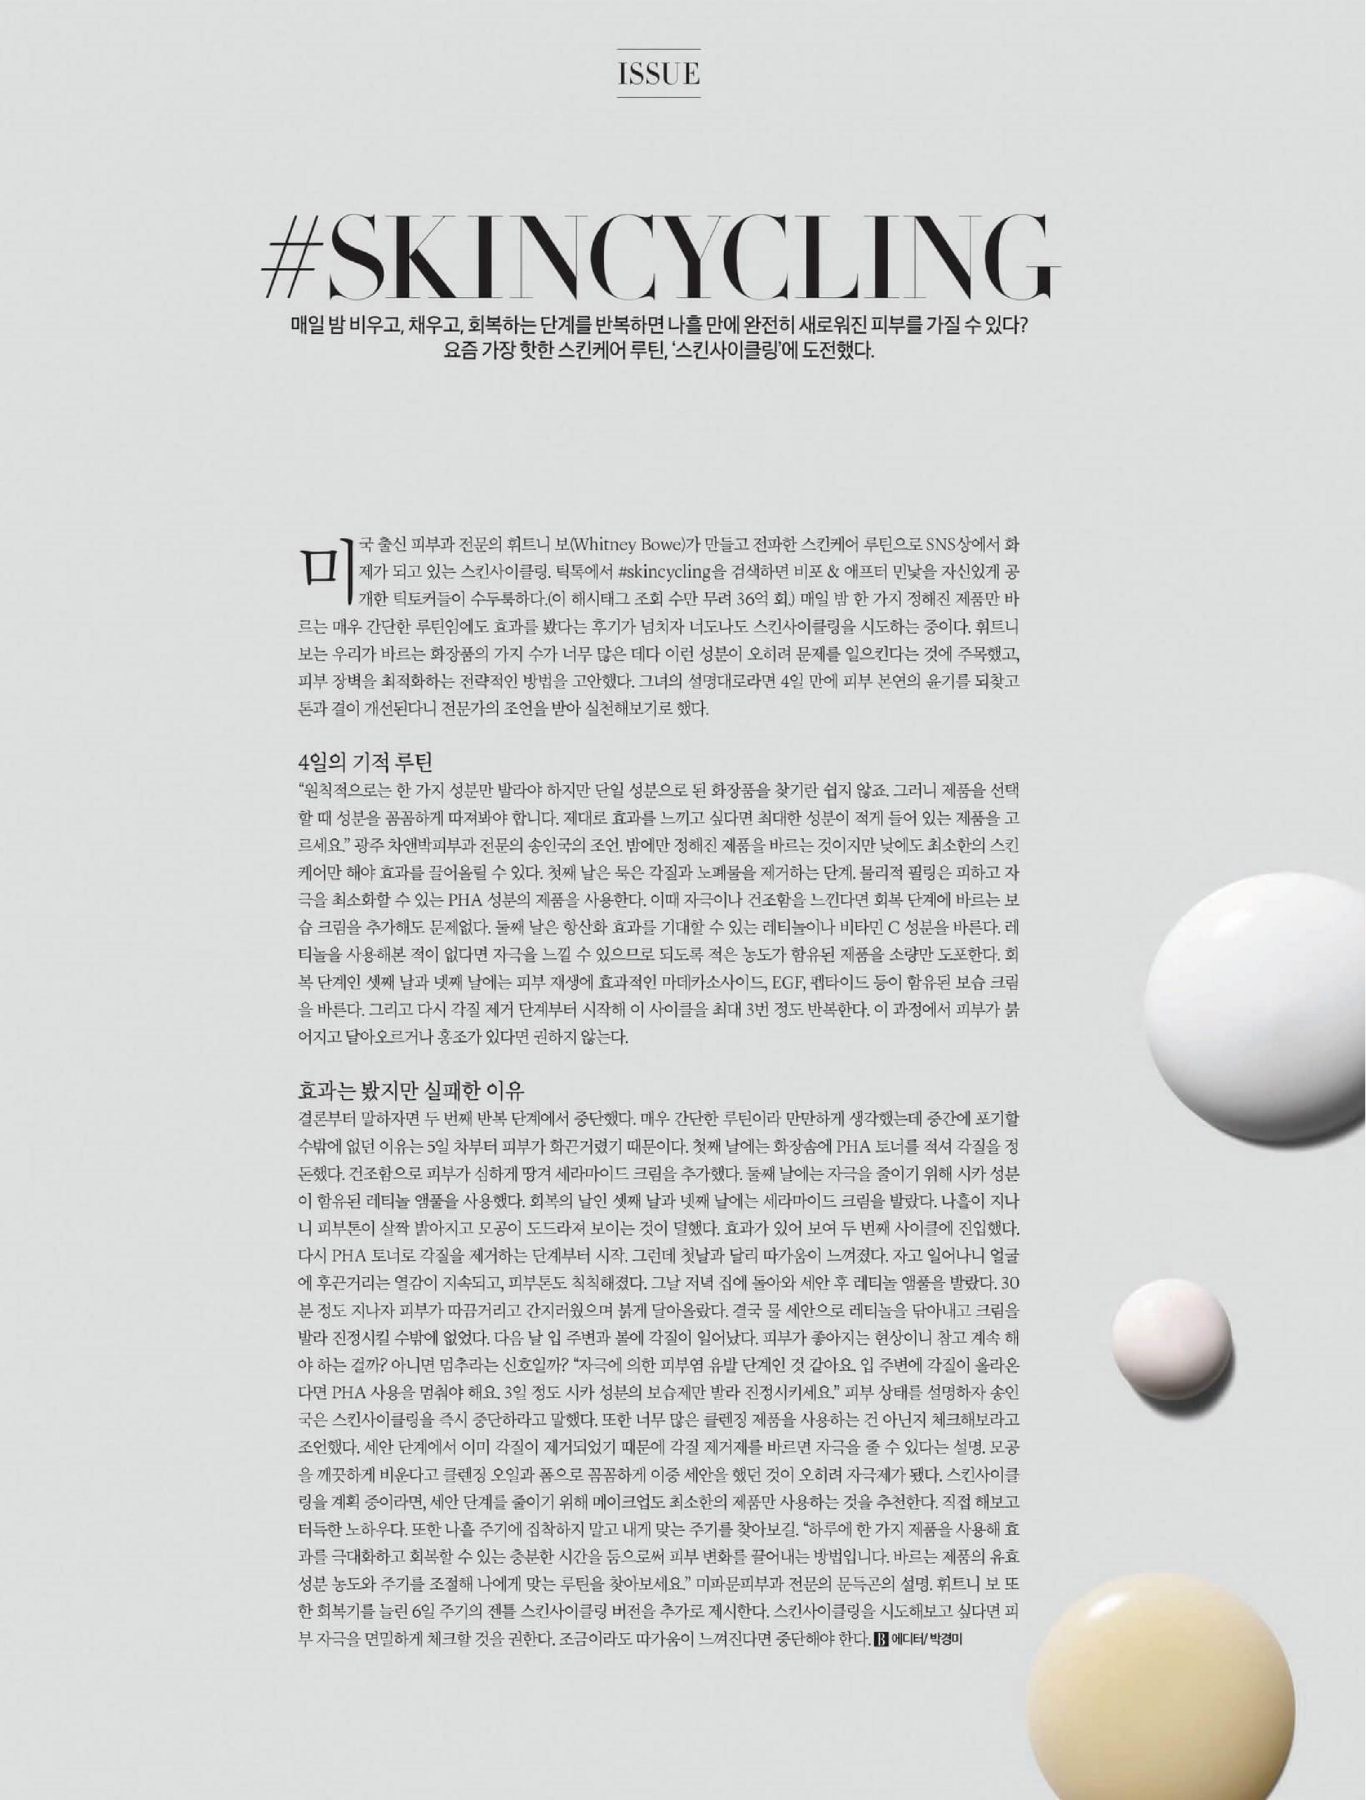 ISSUE
#SKINCYCLING
매일 밤 비우고, 채우고, 회복하는 단계를 반복하면 나흘 만에 완전히 새로워진 피부를 가질 수 있다?
요즘 가장 핫한 스킨케어 루틴, ‘스킨사이클링’에 도전했다.
미국 출신 피부과 전문의 휘트니 보(Whitney Bowe)가 만들고 전파한 스킨케어 루틴으로 SNS상에서 화
제가 되고 있는 스킨사이클링. 틱톡에서 #skincycling을 검색하면 비포 & 애프터 민낯을 자신있게 공
개한 틱토커들이 수두룩하다.(이 해시태그 조회 수만 무려 36억 회.) 매일 밤 한 가지 정해진 제품만 바
르는 매우 간단한 루틴임에도 효과를 봤다는 후기가 넘치자 너도나도 스킨사이클링을 시도하는 중이다. 휘트니
보는 우리가 바르는 화장품의 가지 수가 너무 많은 데다 이런 성분이 오히려 문제를 일으킨다는 것에 주목했고,
피부 장벽을 최적화하는 전략적인 방법을 고안했다. 그녀의 설명대로라면 4일 만에 피부 본연의 윤기를 되찾고
톤과 결이 개선된다니 전문가의 조언을 받아 실천해보기로 했다.
4일의 기적 루틴
“원칙적으로는 한 가지 성분만 발라야 하지만 단일 성분으로 된 화장품을 찾기란 쉽지 않죠. 그러니 제품을 선택
할 때 성분을 꼼꼼하게 따져봐야 합니다. 제대로 효과를 느끼고 싶다면 최대한 성분이 적게 들어 있는 제품을 고
르세요.” 광주 차앤박피부과 전문의 송인국의 조언. 밤에만 정해진 제품을 바르는 것이지만 낮에도 최소한의 스킨
케어만 해야 효과를 끌어올릴 수 있다. 첫째 날은 묵은 각질과 노폐물을 제거하는 단계. 물리적 필링은 피하고 자
극을 최소화할 수 있는 PHA 성분의 제품을 사용한다. 이때 자극이나 건조함을 느낀다면 회복 단계에 바르는 보
습 크림을 추가해도 문제없다. 둘째 날은 항산화 효과를 기대할 수 있는 레티놀이나 비타민 C 성분을 바른다. 레
티놀을 사용해본 적이 없다면 자극을 느낄 수 있으므로 되도록 적은 농도가 함유된 제품을 소량만 도포한다. 회
복 단계인 셋째 날과 넷째 날에는 피부 재생에 효과적인 마데카소사이드, EGF, 펩타이드 등이 함유된 보습 크림
을 바른다. 그리고 다시 각질 제거 단계부터 시작해 이 사이클을 최대 3번 정도 반복한다. 이 과정에서 피부가 붉
어지고 달아오르거나 홍조가 있다면 권하지 않는다.
효과는 봤지만 실패한 이유
결론부터 말하자면 두 번째 반복 단계에서 중단했다. 매우 간단한 루틴이라 만만하게 생각했는데 중간에 포기할
수밖에 없던 이유는 5일 차부터 피부가 화끈거렸기 때문이다. 첫째 날에는 화장솜에 PHA 토너를 적셔 각질을 정
돈했다. 건조함으로 피부가 심하게 땅겨 세라마이드 크림을 추가했다. 둘째 날에는 자극을 줄이기 위해 시카 성분
이 함유된 레티놀 앰풀을 사용했다. 회복의 날인 셋째 날과 넷째 날에는 세라마이드 크림을 발랐다. 나흘이 지나
니 피부톤이 살짝 밝아지고 모공이 도드라져 보이는 것이 덜했다. 효과가 있어 보여 두 번째 사이클에 진입했다.
다시 PHA 토너로 각질을 제거하는 단계부터 시작. 그런데 첫날과 달리 따가움이 느껴졌다. 자고 일어나니 얼굴
에 후끈거리는 열감이 지속되고, 피부톤도 칙칙해졌다. 그날 저녁 집에 돌아와 세안 후 레티놀 앰풀을 발랐다. 30
분 정도 지나자 피부가 따끔거리고 간지러웠으며 붉게 달아올랐다. 결국 물 세안으로 레티놀을 닦아내고 크림을
발라 진정시킬 수밖에 없었다. 다음 날 입 주변과 볼에 각질이 일어났다. 피부가 좋아지는 현상이니 참고 계속 해
야 하는 걸까? 아니면 멈추라는 신호일까? “자극에 의한 피부염 유발 단계인 것 같아요. 입 주변에 각질이 올라온
다면 PHA 사용을 멈춰야 해요. 3일 정도 시카 성분의 보습제만 발라 진정시키세요.” 피부 상태를 설명하자 송인
국은 스킨사이클링을 즉시 중단하라고 말했다. 또한 너무 많은 클렌징 제품을 사용하는 건 아닌지 체크해보라고
조언했다. 세안 단계에서 이미 각질이 제거되었기 때문에 각질 제거제를 바르면 자극을 줄 수 있다는 설명. 모공
을 깨끗하게 비운다고 클렌징 오일과 폼으로 꼼꼼하게 이중 세안을 했던 것이 오히려 자극제가 됐다. 스킨사이클
링을 계획 중이라면, 세안 단계를 줄이기 위해 메이크업도 최소한의 제품만 사용하는 것을 추천한다. 직접 해보고
터득한 노하우다. 또한 나흘 주기에 집착하지 말고 내게 맞는 주기를 찾아보길. “하루에 한 가지 제품을 사용해 효
과를 극대화하고 회복할 수 있는 충분한 시간을 둠으로써 피부 변화를 끌어내는 방법입니다. 바르는 제품의 유효
성분 농도와 주기를 조절해 나에게 맞는 루틴을 찾아보세요.” 미파문피부과 전문의 문득곤의 설명. 휘트니 보 또
한 회복기를 늘린 6일 주기의 젠틀 스킨사이클링 버전을 추가로 제시한다. 스킨사이클링을 시도해보고 싶다면 피
부 자극을 면밀하게 체크할 것을 권한다. 조금이라도 따가움이 느껴진다면 중단해야 한다. B 에디터/ 박경미